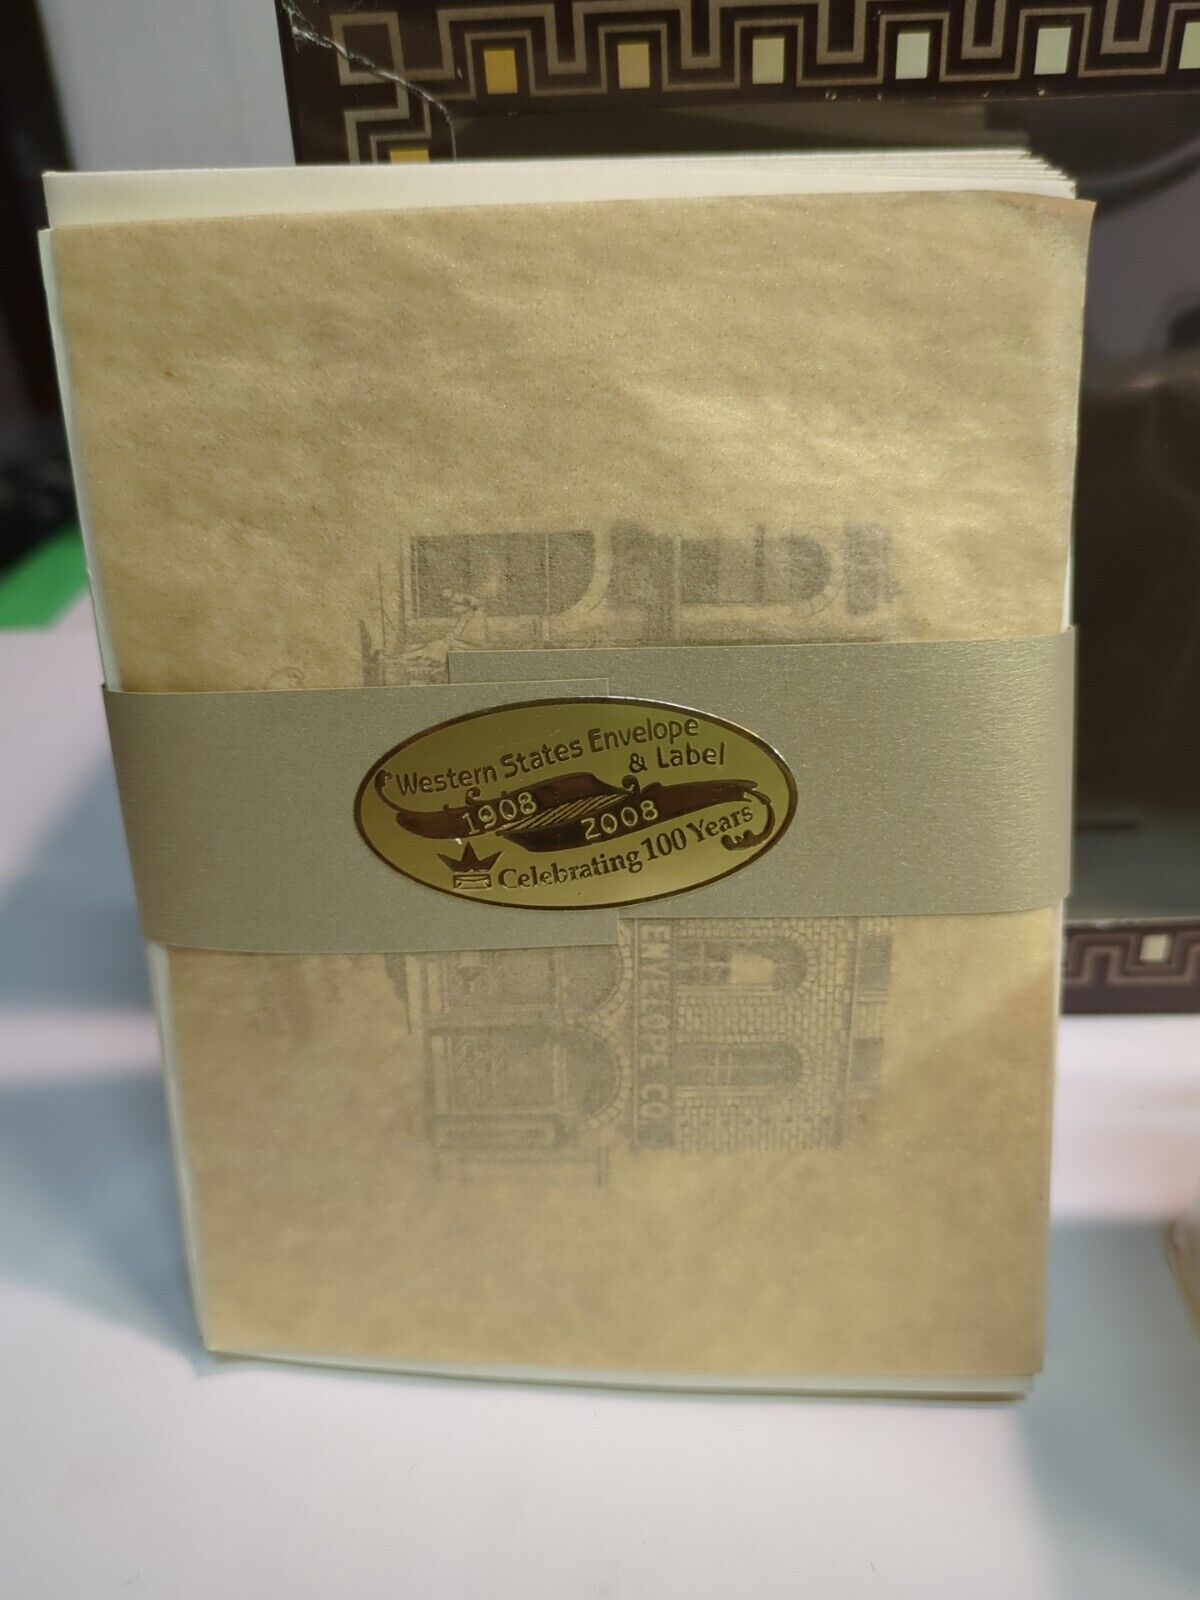 Western States Envelope
& Label
1908
2008
Celebrating 100 Years
ENVELOPE CO.